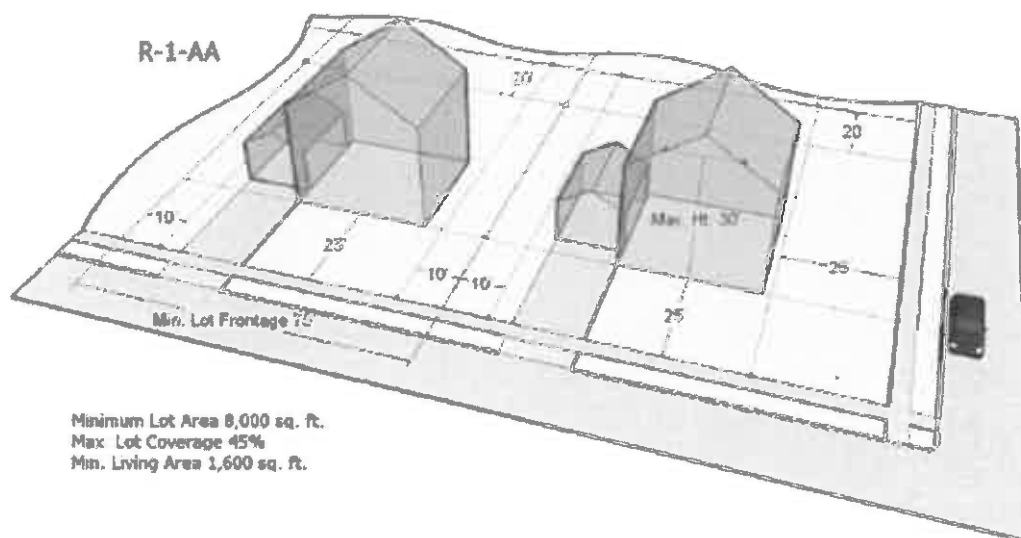 R-1-AA
20
Max. Ht. 30'
10
25
10
10
25
25
Min. Lot Frontage
Minimum Lot Area 8,000 sq. ft.
Max Lot Coverage 45%
Min. Living Area 1,600 sq. ft.